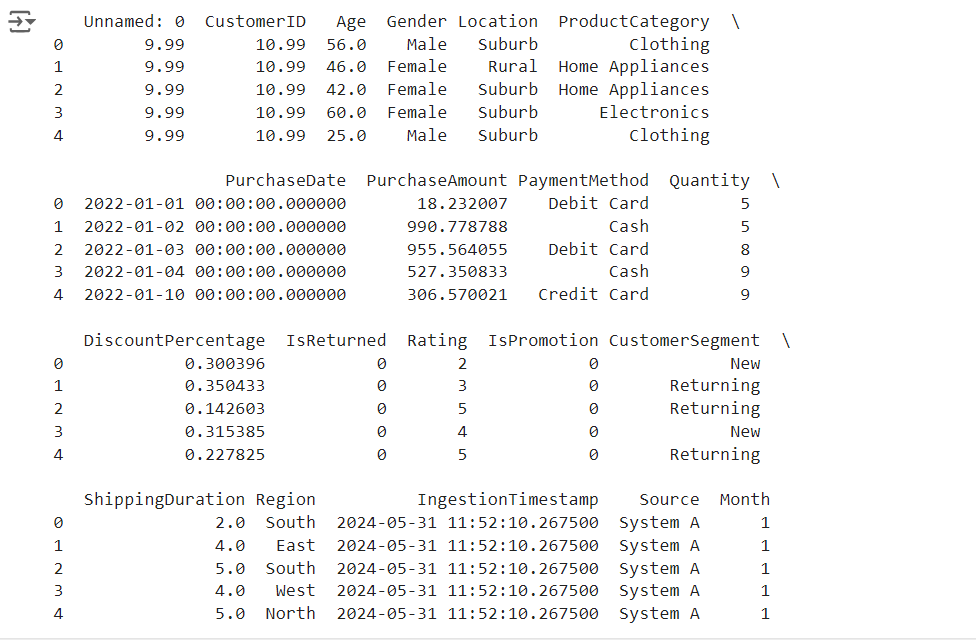 Unnamed: 0 CustomerID Age Gender Location ProductCategory \
0 9.99 10.99 56.0 Male Suburb Clothing
1 9.99 10.99 46.0 Female Rural Home Appliances
2 9.99 10.99 42.0 Female Suburb Home Appliances
3 9.99 10.99 60.0 Female Suburb Electronics
4 9.99 10.99 25.0 Male Suburb Clothing
PurchaseDate PurchaseAmount PaymentMethod Quantity \
0 2022-01-01 00:00:00.000000 18.232007 Debit Card 5
1 2022-01-02 00:00:00.000000 990.778788 Cash 5
2 2022-01-03 00:00:00.000000 955.564055 Debit Card 8
3 2022-01-04 00:00:00.000000 527.350833 Cash 9
4 2022-01-10 00:00:00.000000 306.570021 Credit Card 9
DiscountPercentage IsReturned Rating IsPromotion CustomerSegment \
0 0.300396 0 2 0 New
1 0.350433 0 3 0 Returning
2 0.142603 0 5 0 Returning
3 0.315385 0 4 0 New
4 0.227825 0 5 0 Returning
ShippingDuration Region IngestionTimestamp Source Month
0 2.0 South 2024-05-31 11:52:10.267500 System A 1
1 4.0 East 2024-05-31 11:52:10.267500 System A 1
2 5.0 South 2024-05-31 11:52:10.267500 System A 1
3 4.0 West 2024-05-31 11:52:10.267500 System A 1
4 5.0 North 2024-05-31 11:52:10.267500 System A 1